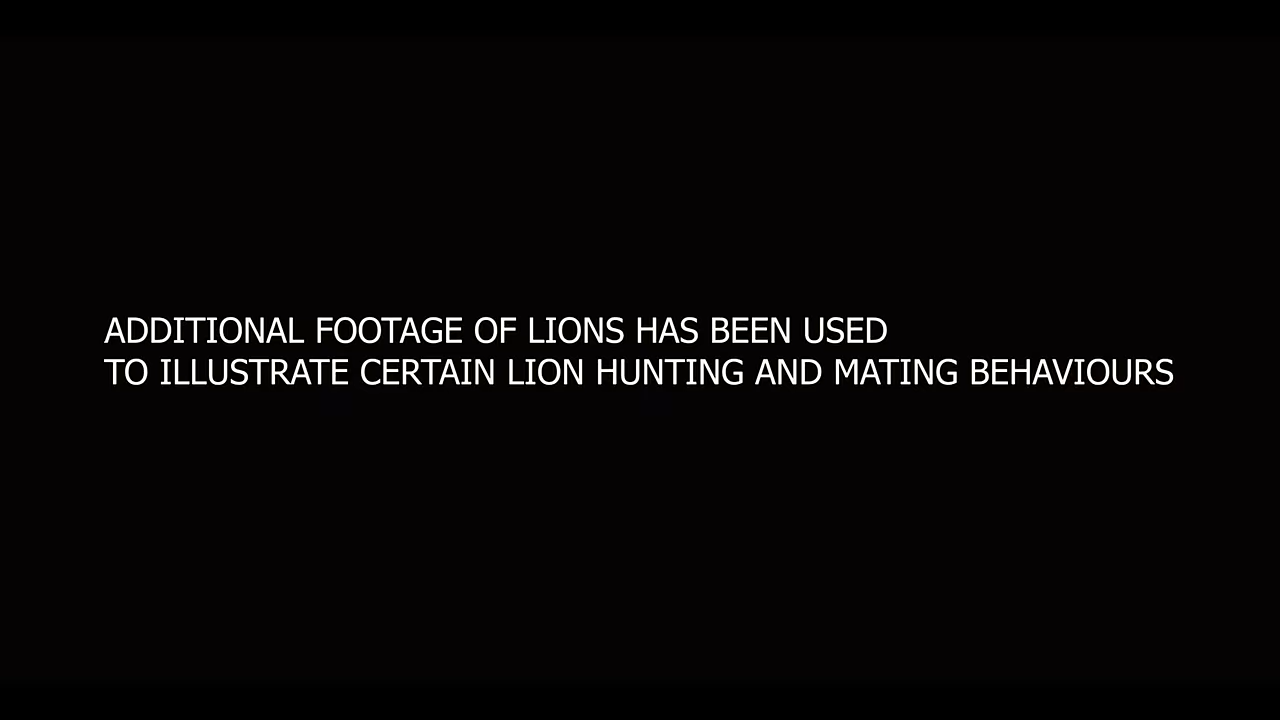 ADDITIONAL FOOTAGE OF LIONS HAS BEEN USED
TO ILLUSTRATE CERTAIN LION HUNTING AND MATING BEHAVIOURS